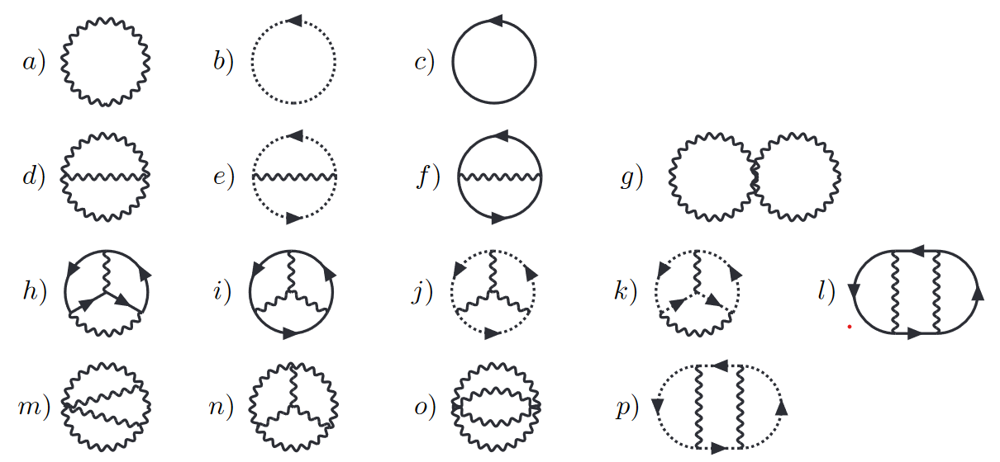 a) b) c)
d) e) f) g)
h) i) j) k) l)
m) n) o) p)